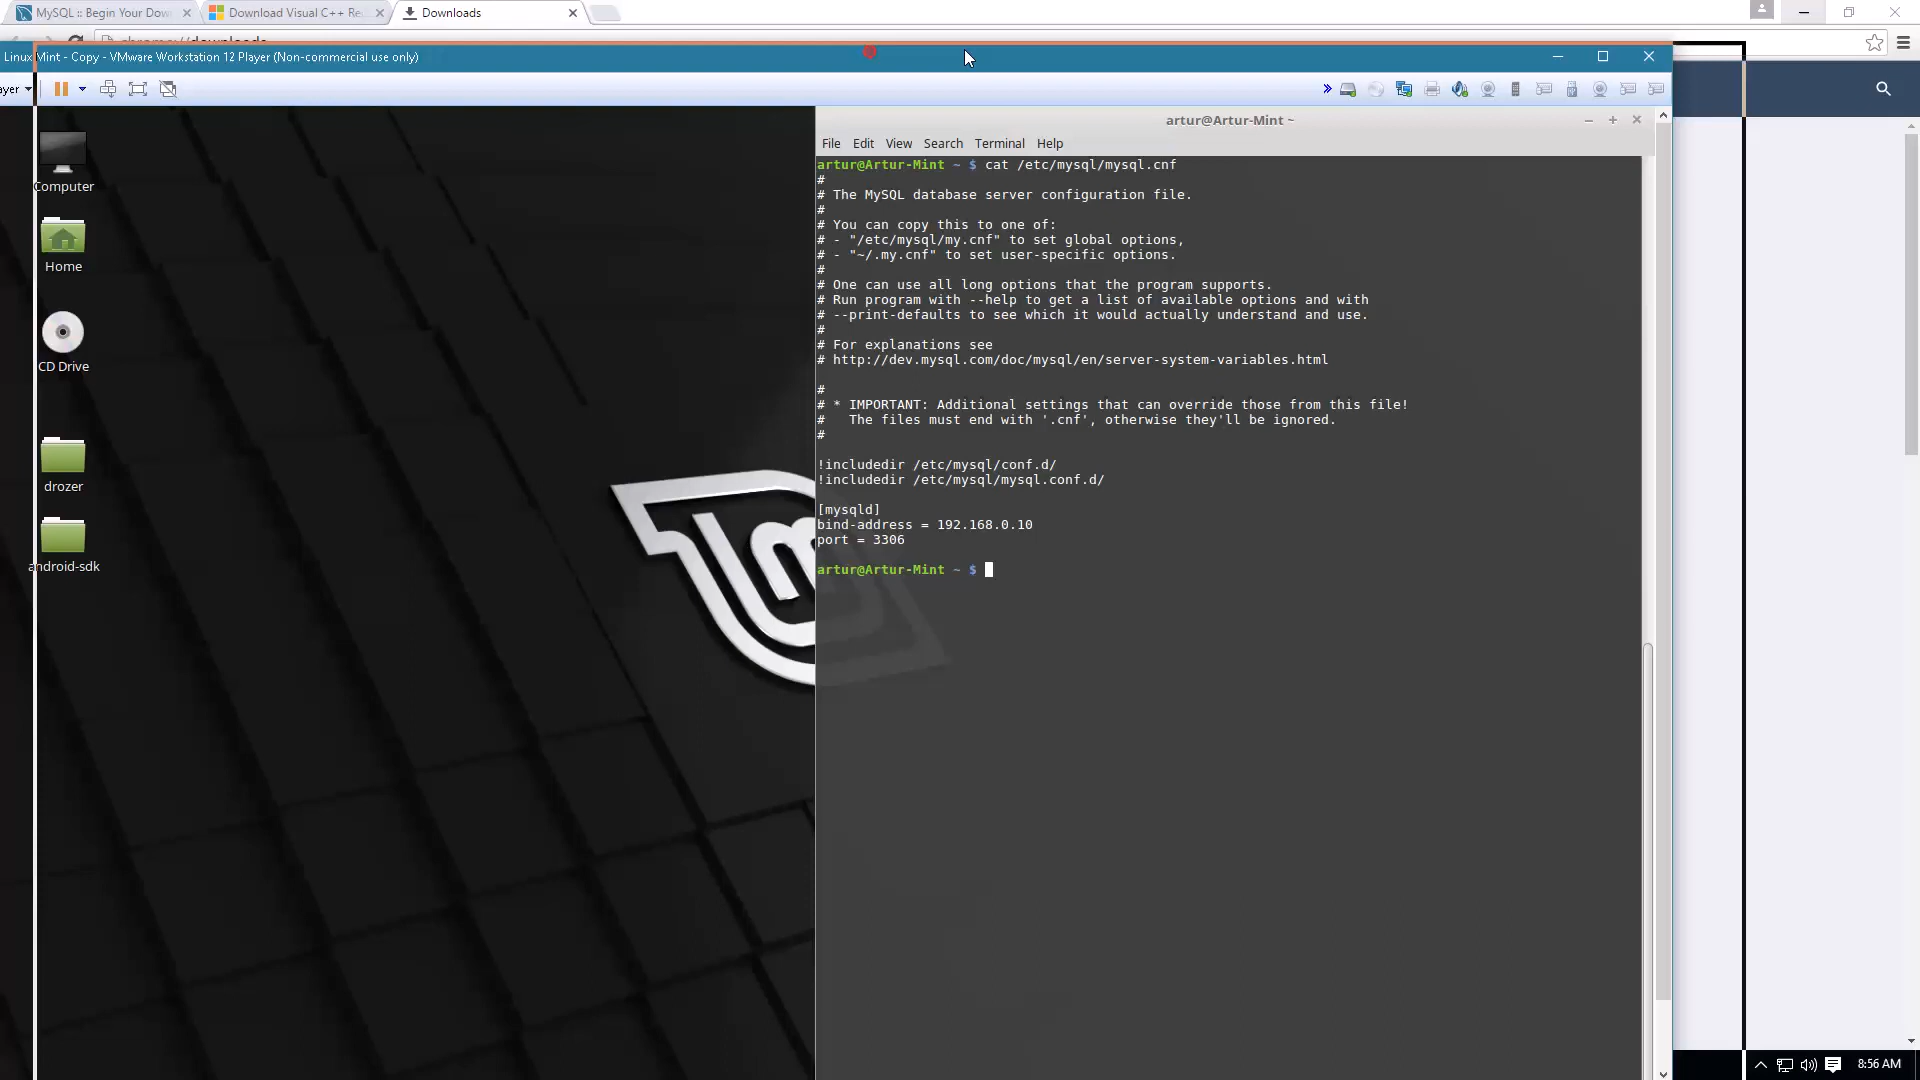 MySQL :: Begin Your Dow
Download Visual C++ Re
Downloads
Linux Mint - Copy - VMware Workstation 12 Player (Non-commercial use only)
ayer
artur@Artur-Mint ~
File Edit View Search Terminal Help
Computer
Home
CD Drive
drozer
android-sdk
artur@Artur-Mint ~ $ cat /etc/mysql/mysql.cnf
#
# The MySQL database server configuration file.
#
# You can copy this to one of:
# - "/etc/mysql/my.cnf" to set global options,
# - "~/.my.cnf" to set user-specific options.
#
# One can use all long options that the program supports.
# Run program with --help to get a list of available options and with
# --print-defaults to see which it would actually understand and use.
#
# For explanations see
# http://dev.mysql.com/doc/mysql/en/server-system-variables.html
#
# * IMPORTANT: Additional settings that can override those from this file!
#   The files must end with '.cnf', otherwise they'll be ignored.
#
!includedir /etc/mysql/conf.d/
!includedir /etc/mysql/mysql.conf.d/
[mysqld]
bind-address = 192.168.0.10
port = 3306
artur@Artur-Mint ~ $
8:56 AM